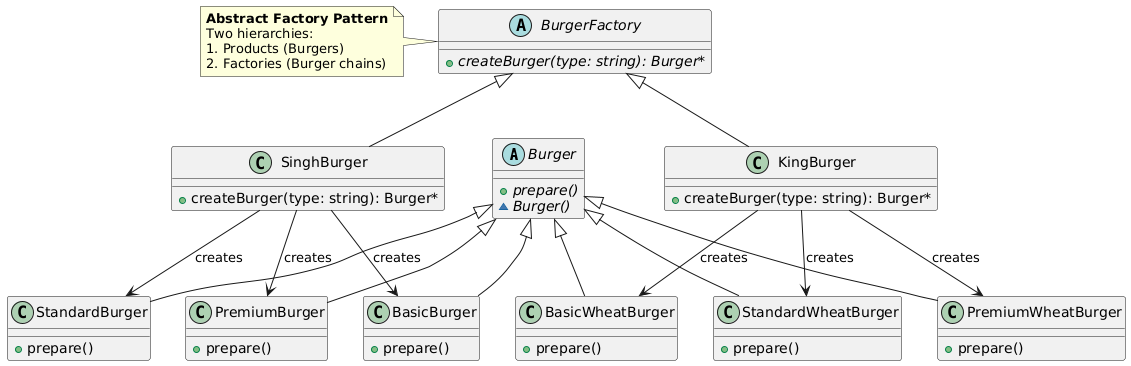 Abstract Factory Pattern
Two hierarchies:
1. Products (Burgers)
2. Factories (Burger chains)
A BurgerFactory
createBurger(type: string): Burger*
C SinghBurger
createBurger(type: string): Burger*
A Burger
prepare()
~Burger()
C KingBurger
createBurger(type: string): Burger*
creates
creates
creates
creates
creates
creates
C StandardBurger
prepare()
C PremiumBurger
prepare()
C BasicBurger
prepare()
C BasicWheatBurger
prepare()
C StandardWheatBurger
prepare()
C PremiumWheatBurger
prepare()